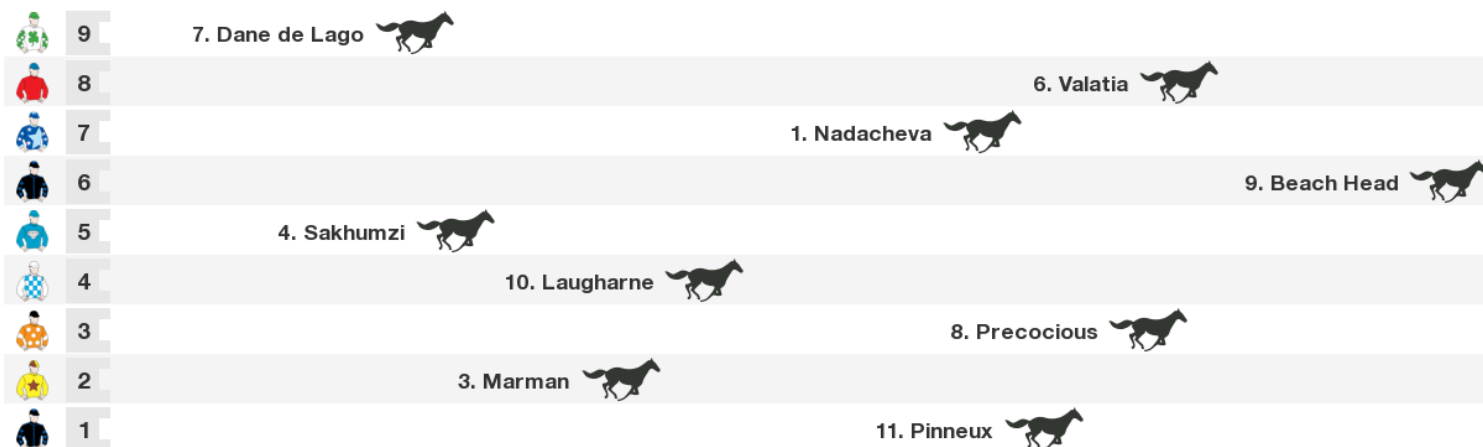 9 7. Dane de Lago
8 6. Valatia
7 1. Nadacheva
6 9. Beach Head
5 4. Sakhumzi
4 10. Laugharne
3 8. Precocious
2 3. Marman
1 11. Pinneux